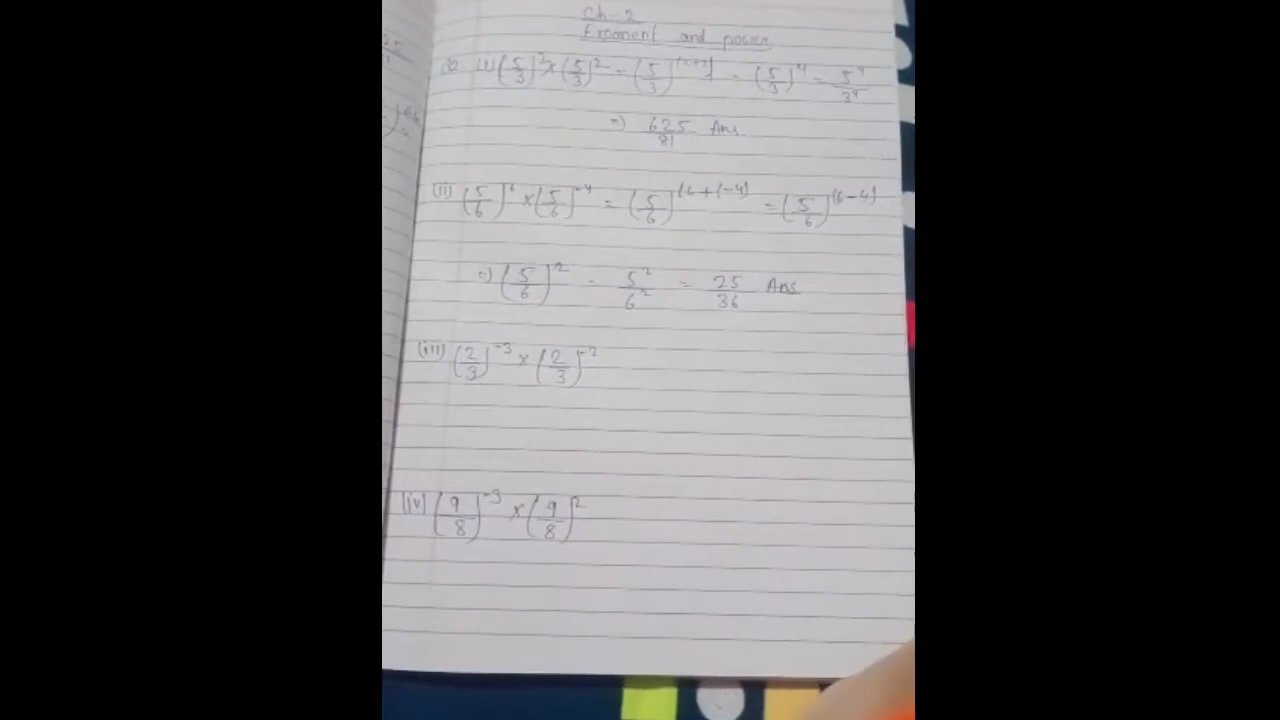 Ch-2
Exponent and power
(i) (5/3)^2 × (5/3)^2 = (5/3)^(2+2) = (5/3)^4 = 5^4/3^4
=) 625/81 Ans
(ii) (5/6)^6 × (5/6)^-4 = (5/6)^(6+(-4) = (5/6)^(6-4)
=) (5/6)^2 = 5^2/6^2 = 25/36 Ans
(iii) (2/3)^-3 × (2/3)^-2
(iv) (9/8)^-3 × (9/8)^2